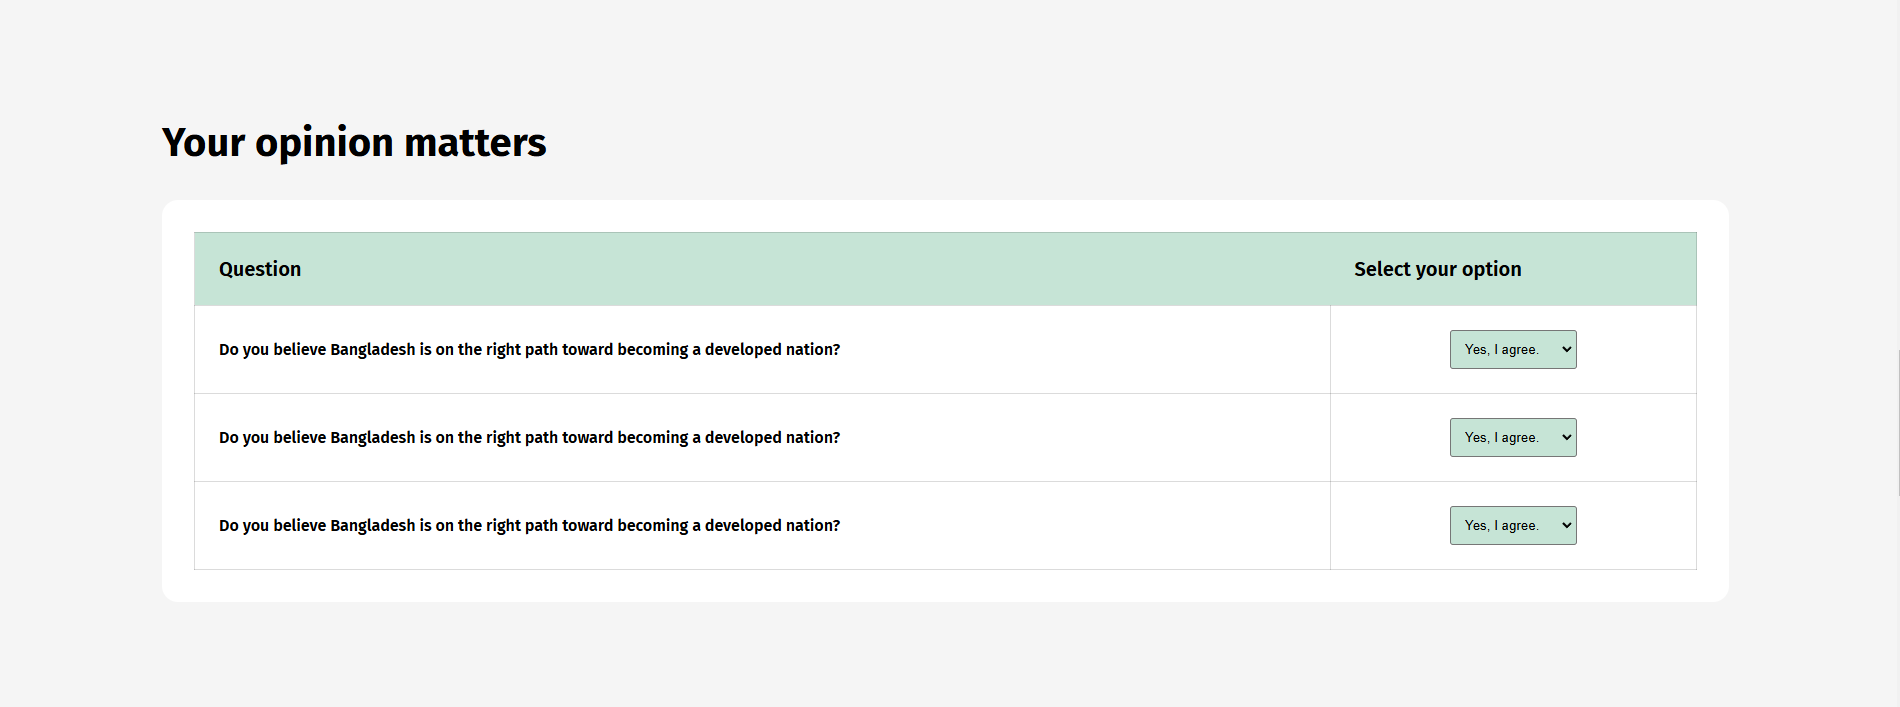 Your opinion matters
Question Select your option
Do you believe Bangladesh is on the right path toward becoming a developed nation? Yes, I agree.
Do you believe Bangladesh is on the right path toward becoming a developed nation? Yes, I agree.
Do you believe Bangladesh is on the right path toward becoming a developed nation? Yes, I agree.